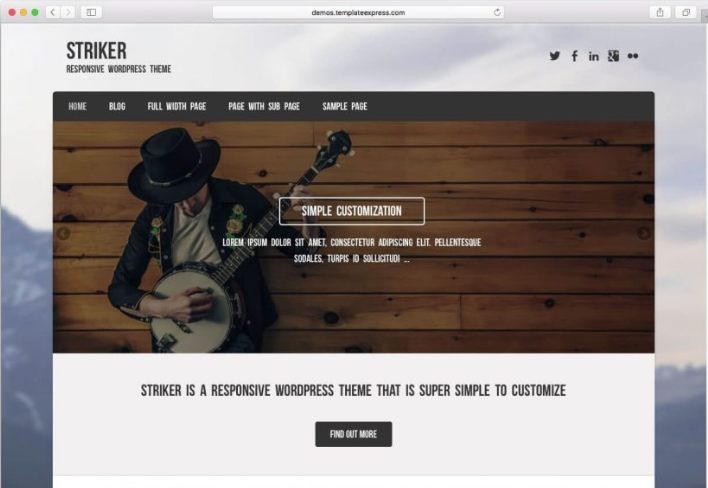 demos.templateexpress.com
STRIKER
RESPONSIVE WORDPRESS THEME
HOME BLOG FULL WIDTH PAGE PAGE WITH SUB PAGE SAMPLE PAGE
SIMPLE CUSTOMIZATION
LOREM IPSUM DOLOR SIT AMET, CONSECTETUR ADIPISCING ELIT. PELLENTESQUE
SODALES, TURPIS ID SOLLICITUDI ...
STRIKER IS A RESPONSIVE WORDPRESS THEME THAT IS SUPER SIMPLE TO CUSTOMIZE
FIND OUT MORE